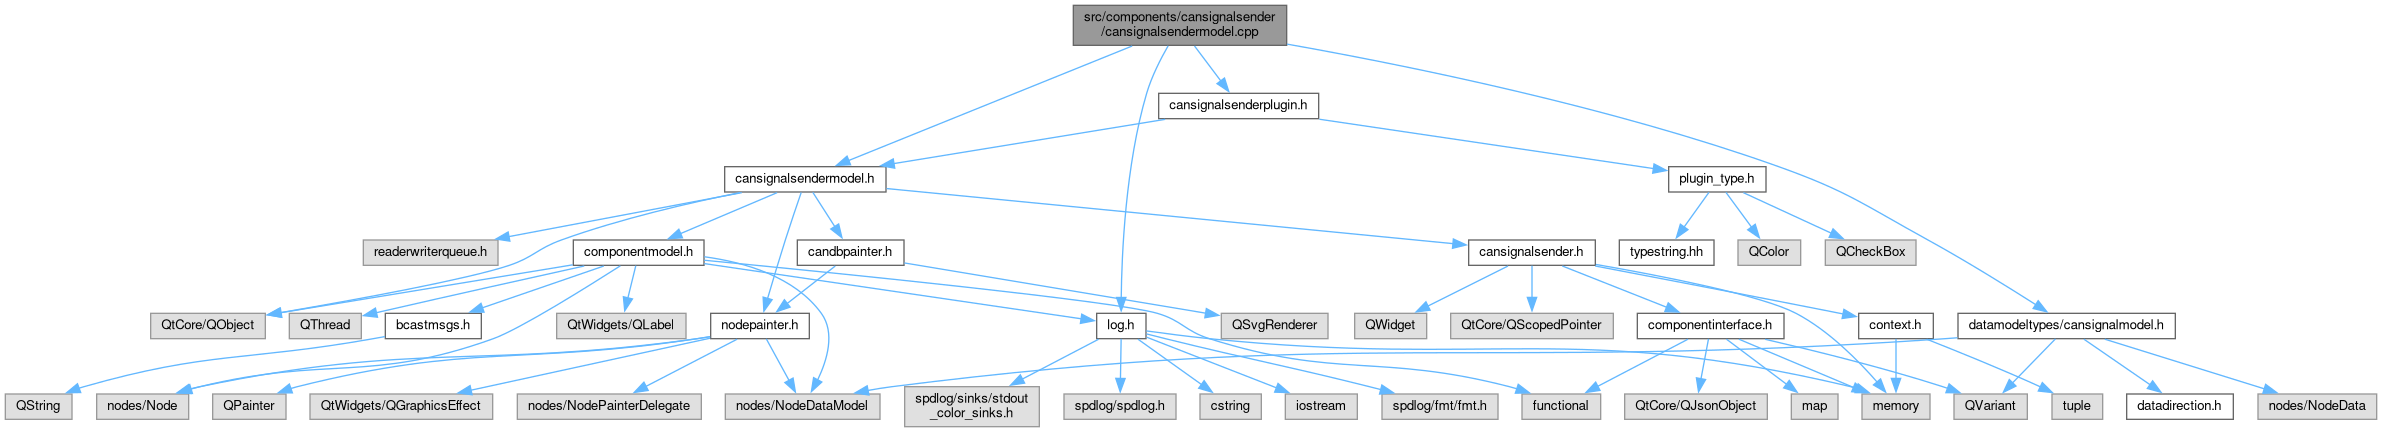 src/components/cansignalsender
/cansignalsendermodel.cpp
cansignalsenderplugin.h
cansignalsendermodel.h
plugin_type.h
readerwriterqueue.h
componentmodel.h
candbpainter.h
cansignalsender.h
typestring.hh
QColor
QCheckBox
QtCore/QObject
QThread
bcastmsgs.h
QtWidgets/QLabel
nodepainter.h
log.h
QSvgRenderer
QWidget
QtCore/QScopedPointer
componentinterface.h
context.h
datamodeltypes/cansignalmodel.h
QString
nodes/Node
QPainter
QtWidgets/QGraphicsEffect
nodes/NodePainterDelegate
nodes/NodeDataModel
spdlog/sinks/stdout
_color_sinks.h
spdlog/spdlog.h
cstring
iostream
spdlog/fmt/fmt.h
functional
QtCore/QJsonObject
map
memory
QVariant
tuple
datadirection.h
nodes/NodeData